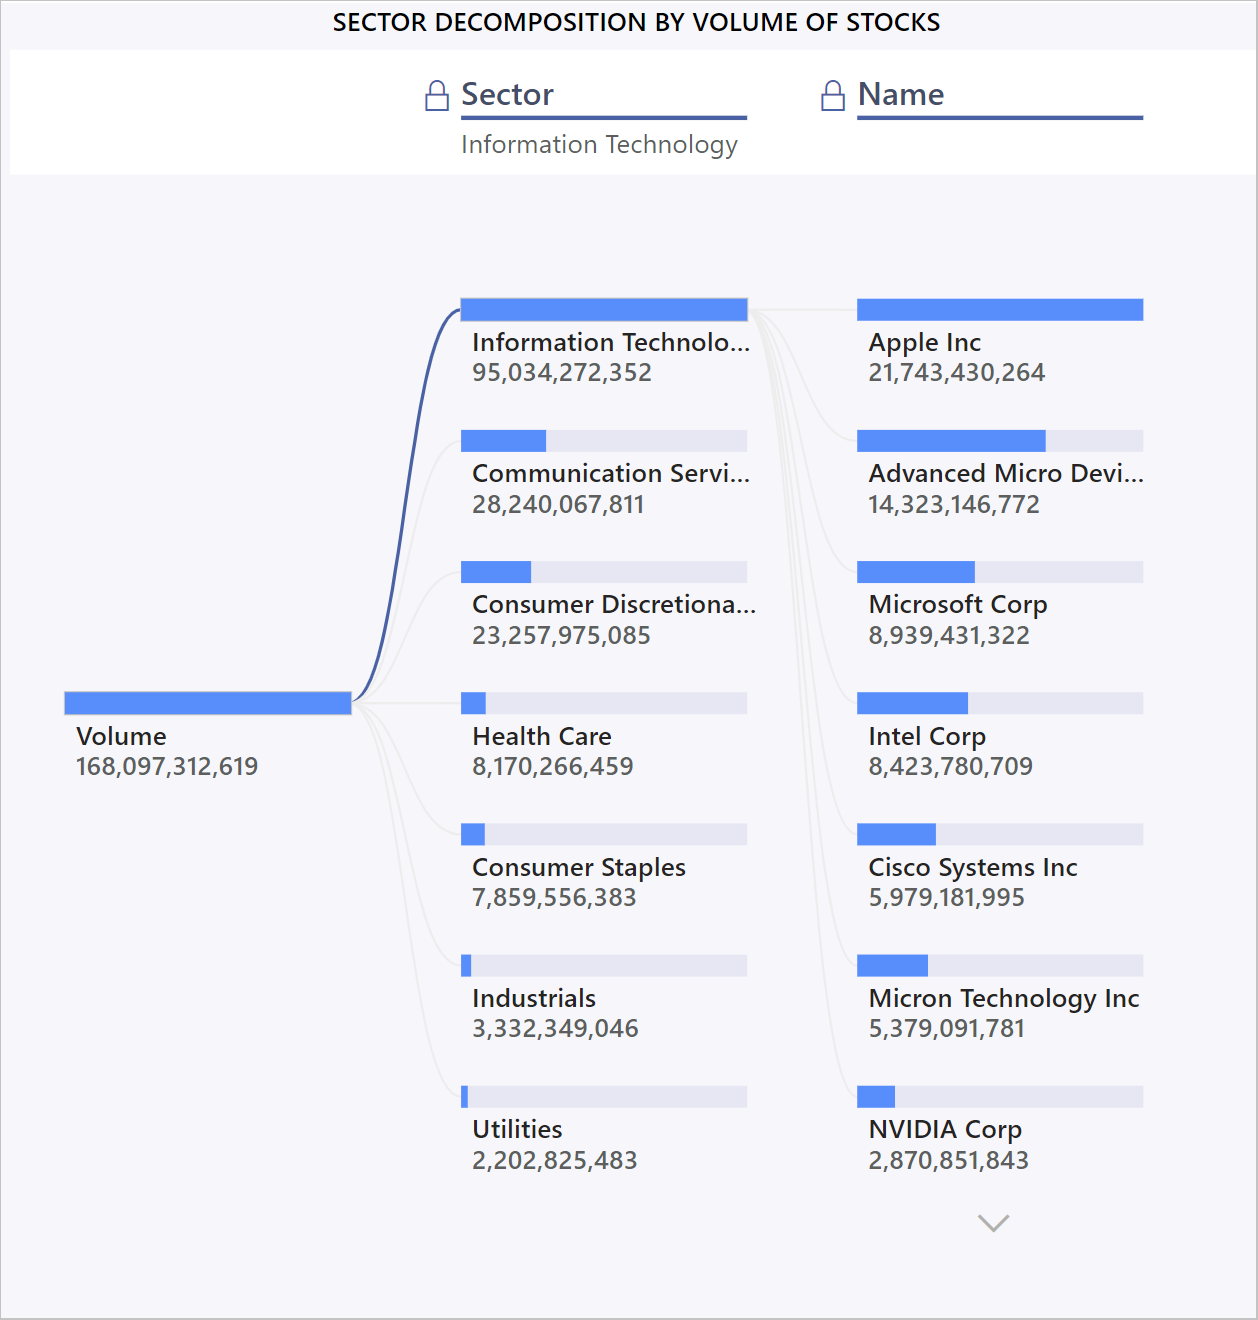 SECTOR DECOMPOSITION BY VOLUME OF STOCKS
Sector
Information Technology
Name
Volume
168,097,312,619
Information Technolo...
95,034,272,352
Communication Servi...
28,240,067,811
Consumer Discretiona...
23,257,975,085
Health Care
8,170,266,459
Consumer Staples
7,859,556,383
Industrials
3,332,349,046
Utilities
2,202,825,483
Apple Inc
21,743,430,264
Advanced Micro Devi...
14,323,146,772
Microsoft Corp
8,939,431,322
Intel Corp
8,423,780,709
Cisco Systems Inc
5,979,181,995
Micron Technology Inc
5,379,091,781
NVIDIA Corp
2,870,851,843